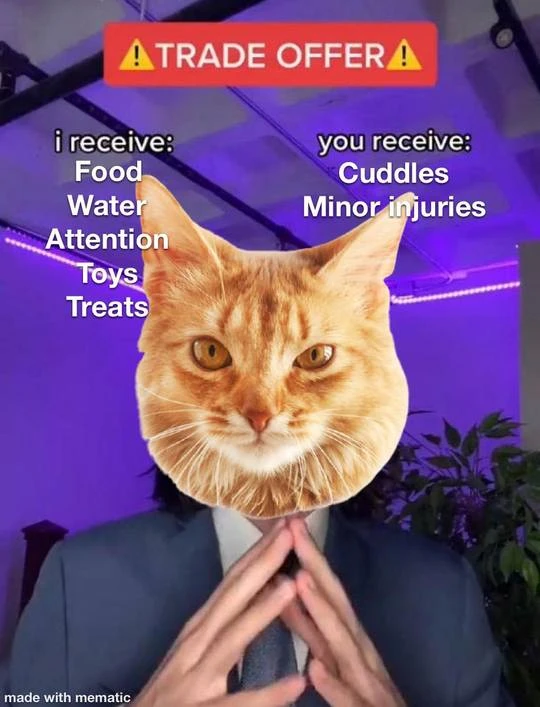 ⚠TRADE OFFER⚠
i receive:
Food
Water
Attention
Toys
Treats
you receive:
Cuddles
Minor injuries
made with mematic